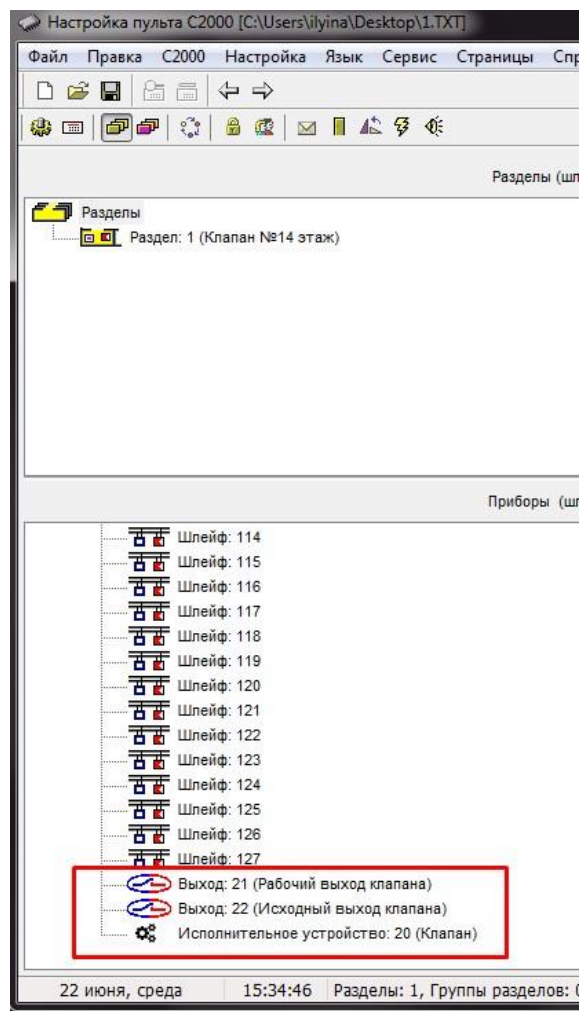 Настройка пульта С2000 [C:\Users\ilyina\Desktop\1.TXT]
Файл Правка С2000 Настройка Язык Сервис Страницы
Разделы
Разделы
Раздел: 1 (Клапан №14 этаж)
Приборы
Шлейф: 114
Шлейф: 115
Шлейф: 116
Шлейф: 117
Шлейф: 118
Шлейф: 119
Шлейф: 120
Шлейф: 121
Шлейф: 122
Шлейф: 123
Шлейф: 124
Шлейф: 125
Шлейф: 126
Шлейф: 127
Выход: 21 (Рабочий выход клапана)
Выход: 22 (Исходный выход клапана)
Исполнительное устройство: 20 (Клапан)
22 июня, среда 15:34:46 Разделы: 1, Группы разделов: